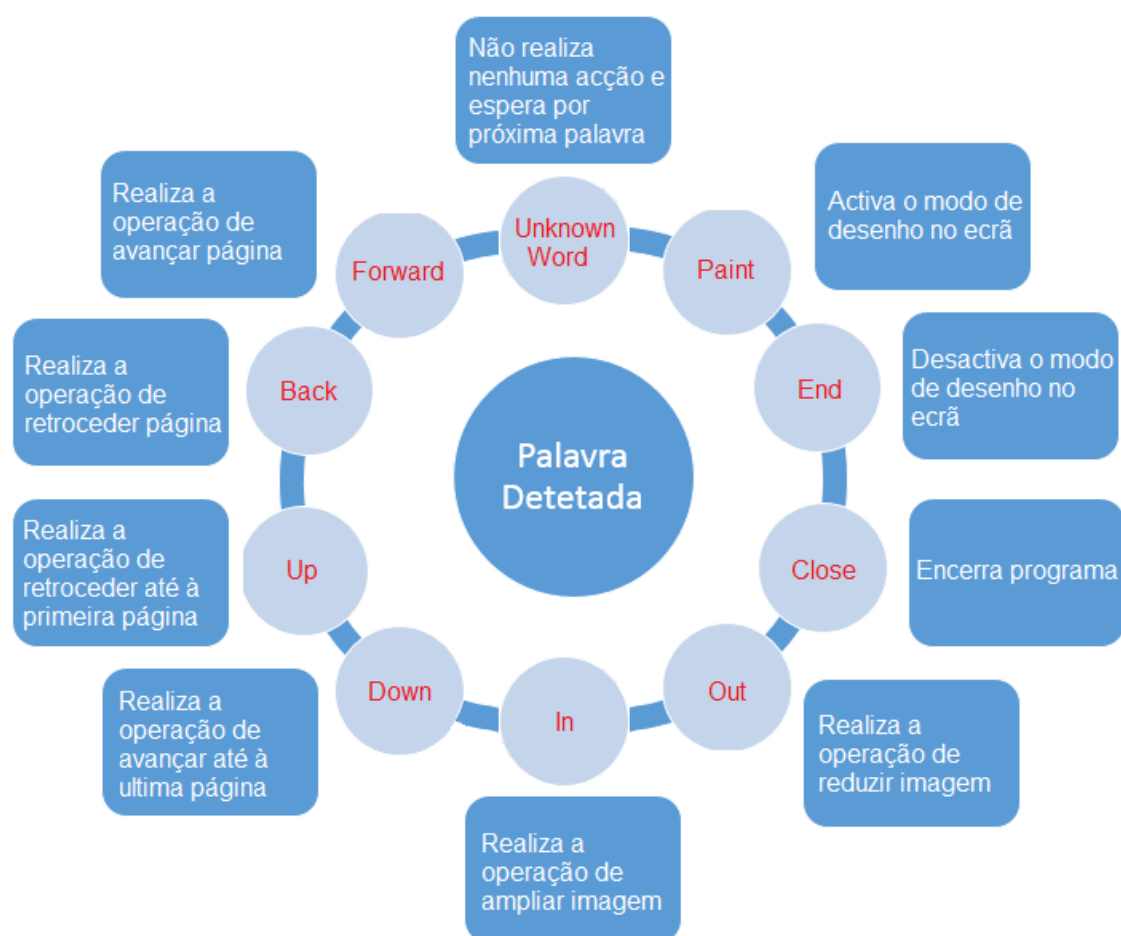 Não realiza
nenhuma acção e
espera por
próxima palavra
Unknown
Word
Activa o modo de
desenho no ecrã
Paint
Desactiva o modo
de desenho no
ecrã
End
Encerra programa
Close
Realiza a
operação de
reduzir imagem
Out
Realiza a
operação de
ampliar imagem
In
Realiza a
operação de
avançar até à
ultima página
Down
Realiza a
operação de
retroceder até à
primeira página
Up
Realiza a
operação de
retroceder página
Back
Realiza a
operação de
avançar página
Forward
Palavra
Detetada